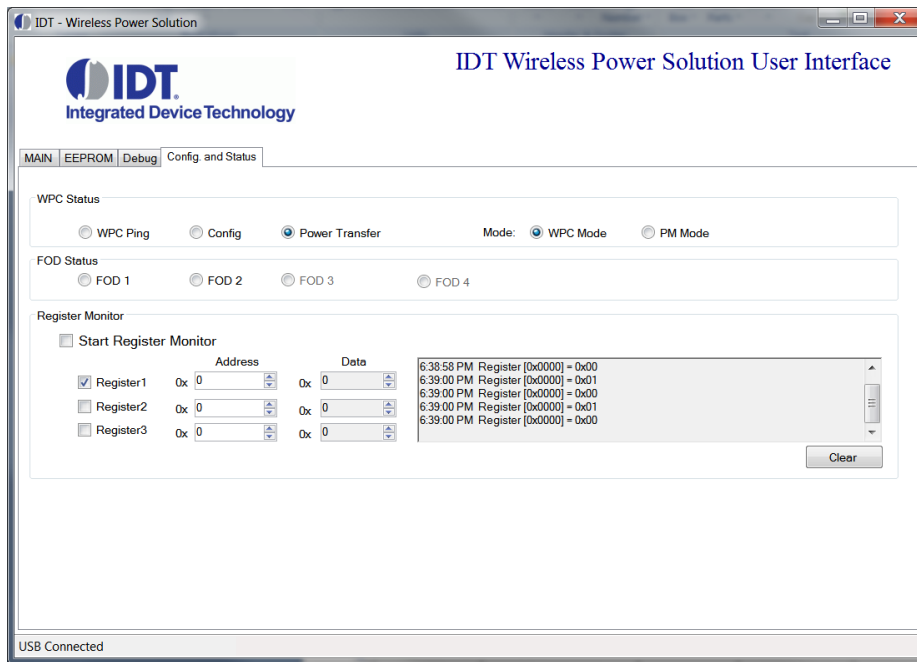 IDT - Wireless Power Solution
IDT Wireless Power Solution User Interface
IDT.
Integrated Device Technology
MAIN EEPROM Debug Config. and Status
WPC Status
WPC Ping Config Power Transfer Mode: WPC Mode PM Mode
FOD Status
FOD 1 FOD 2 FOD 3 FOD 4
Register Monitor
Start Register Monitor
Address Data
Register1 0x 0 0x 0
Register2 0x 0 0x 0
Register3 0x 0 0x 0
6:38:58 PM Register [0x0000] = 0x00
6:39:00 PM Register [0x0000] = 0x01
6:39:00 PM Register [0x0000] = 0x00
6:39:00 PM Register [0x0000] = 0x01
6:39:00 PM Register [0x0000] = 0x00
Clear
USB Connected